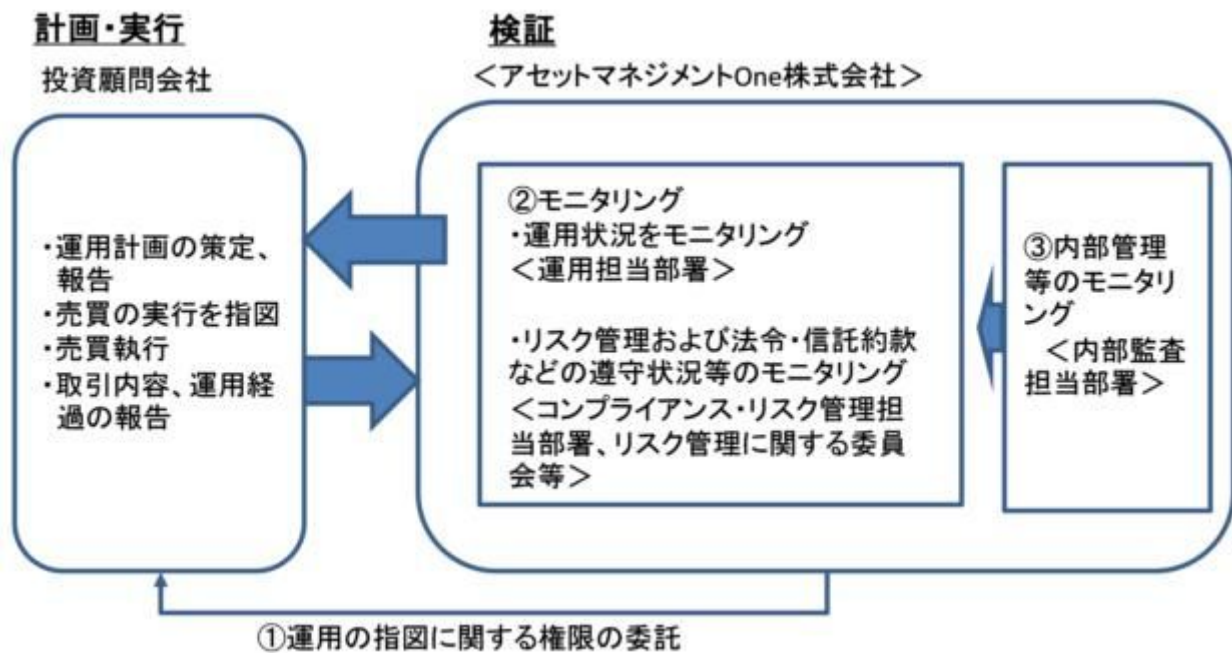 計画・実行
投資顧問会社
・運用計画の策定、
報告
・売買の実行を指図
・売買執行
・取引内容、運用経
過の報告
検証
＜アセットマネジメントOne株式会社＞
②モニタリング
・運用状況をモニタリング
＜運用担当部署＞
・リスク管理および法令・信託約款
などの遵守状況等のモニタリング
＜コンプライアンス・リスク管理担
当部署、リスク管理に関する委員
会等＞
③内部管理
等のモニタリ
ング
＜内部監査
担当部署＞
①運用の指図に関する権限の委託